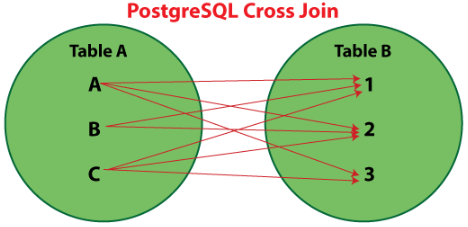 PostgreSQL Cross Join
Table A
Table B
A
1
B
2
C
3